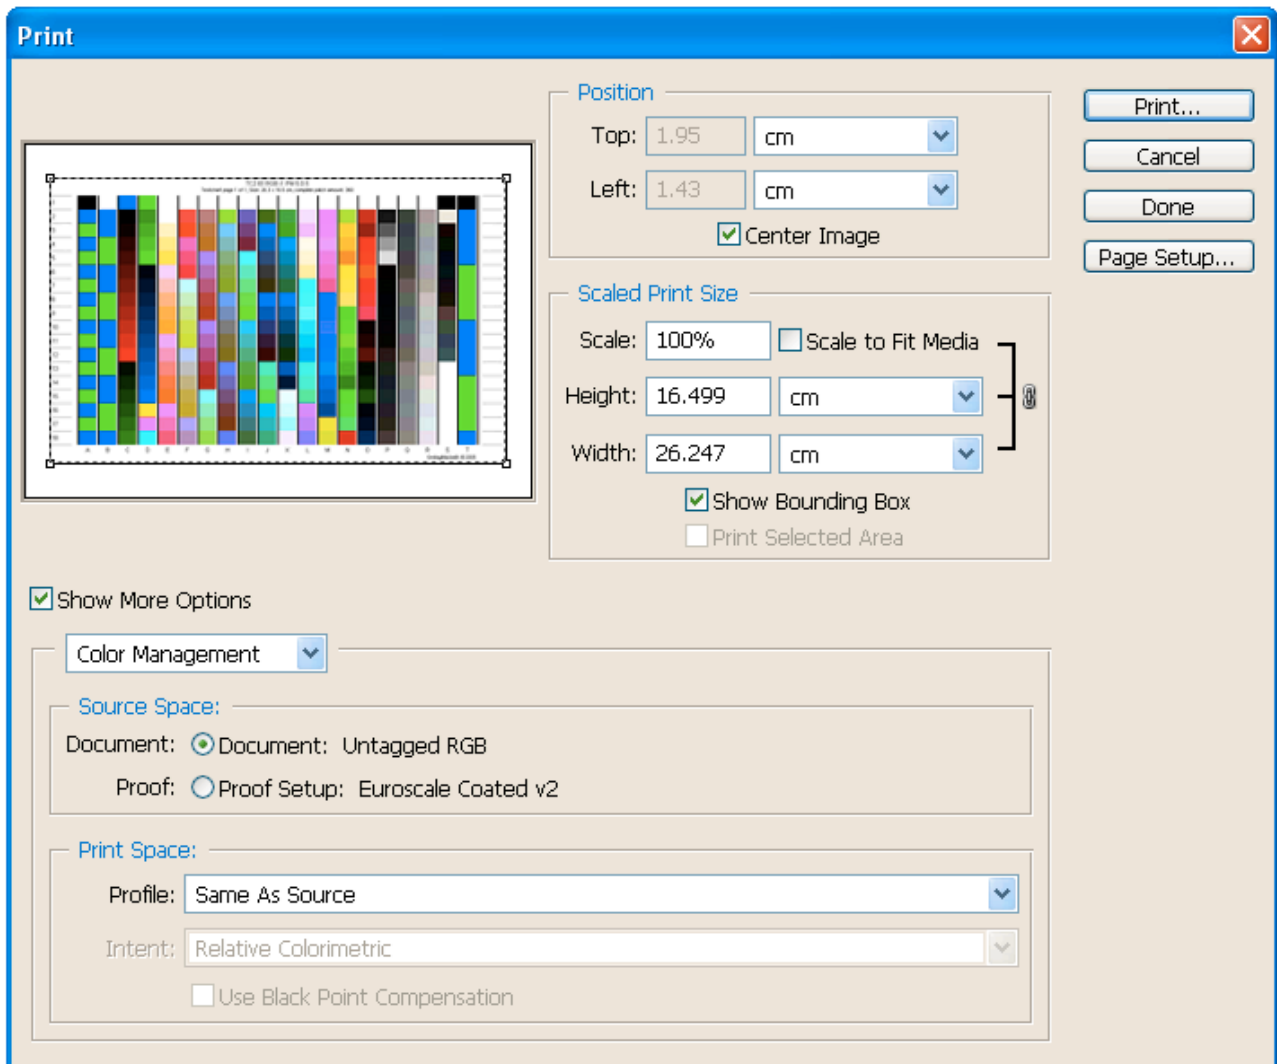 Print
Position
Top: 1.95 cm
Left: 1.43 cm
Center Image
Print...
Cancel
Done
Page Setup...
Scaled Print Size
Scale: 100% Scale to Fit Media
Height: 16.499 cm
Width: 26.247 cm
Show Bounding Box
Print Selected Area
A B C D E F G H I J K L M N O P Q R S T
Show More Options
Color Management
Source Space:
Document: Document: Untagged RGB
Proof: Proof Setup: Euroscale Coated v2
Print Space:
Profile: Same As Source
Intent: Relative Colorimetric
Use Black Point Compensation